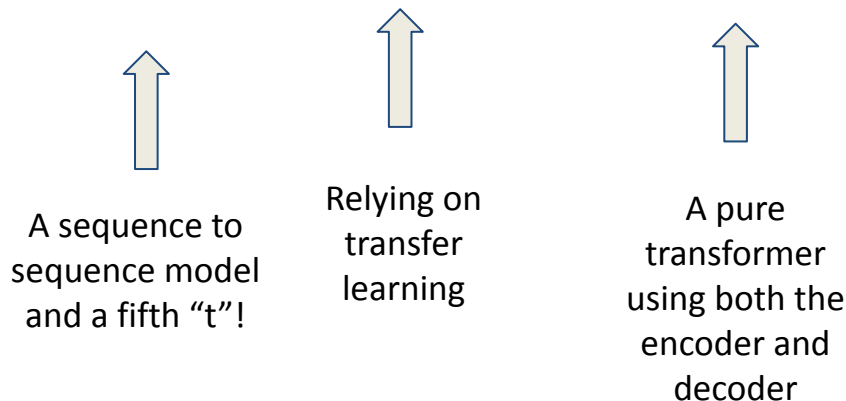 A sequence to
sequence model
and a fifth “t”!
Relying on
transfer
learning
A pure
transformer
using both the
encoder and
decoder